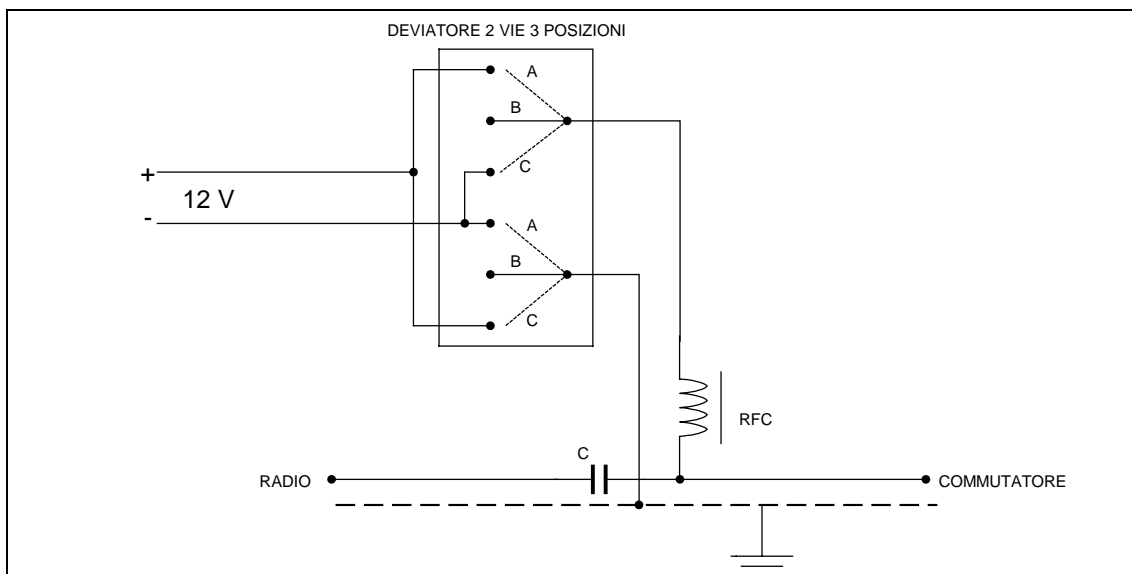 DEVIATORE 2 VIE 3 POSIZIONI
A
B
C
+
12 V
-
A
B
C
RFC
C
RADIO
COMMUTATORE